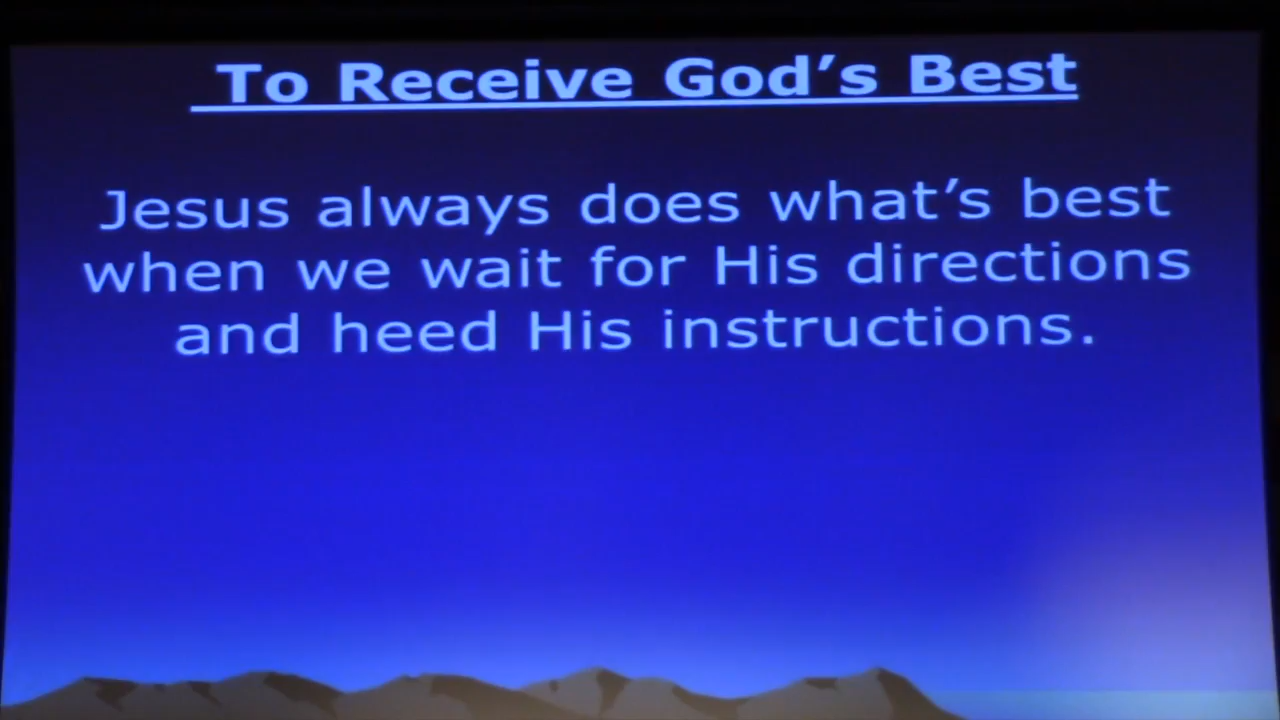 To Receive God’s Best
Jesus always does what’s best
when we wait for His directions
and heed His instructions.